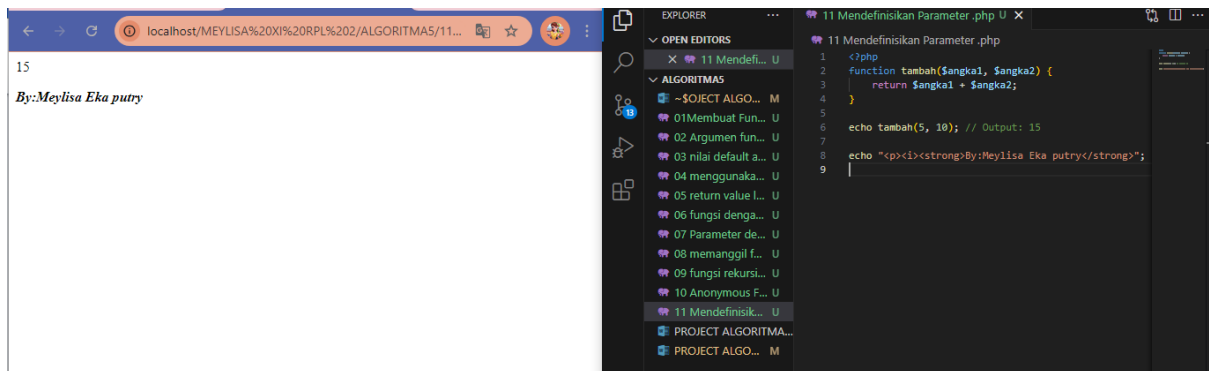 localhost/MEYLISA%20XI%20RPL%202/ALGORITMA5/11...
15
By:Meylisa Eka putry
13
EXPLORER ...
OPEN EDITORS
11 Mendefi... U
ALGORITMA5
~$OJECT ALGO... M
01Membuat Fun... U
02 Argumen fun... U
03 nilai default a... U
04 menggunaka... U
05 return value l... U
06 fungsi denga... U
07 Parameter de... U
08 memanggil f... U
09 fungsi rekursi... U
10 Anonymous F... U
11 Mendefinisik... U
PROJECT ALGORITMA...
PROJECT ALGO... M
11 Mendefinisikan Parameter .php U
11 Mendefinisikan Parameter .php
1 <?php
2 function tambah($angka1, $angka2) {
3 return $angka1 + $angka2;
4 }
5
6 echo tambah(5, 10); // Output: 15
7
8 echo "<p><i><strong>By:Meylisa Eka putry</strong>";
9